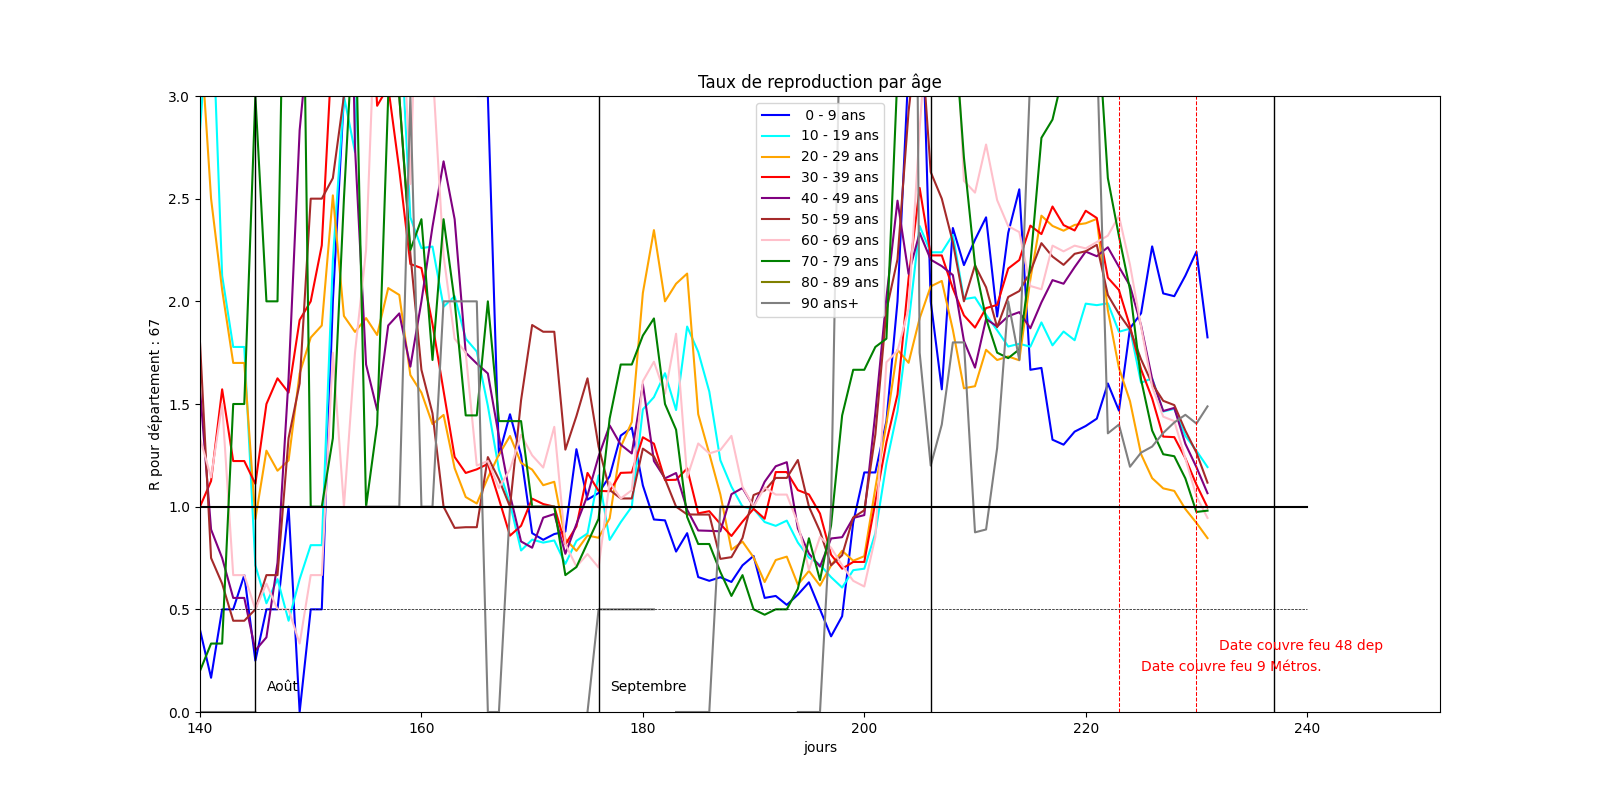 Taux de reproduction par âge
R pour département : 67
3.0
2.5
2.0
1.5
1.0
0.5
0.0
0 - 9 ans
10 - 19 ans
20 - 29 ans
30 - 39 ans
40 - 49 ans
50 - 59 ans
60 - 69 ans
70 - 79 ans
80 - 89 ans
90 ans+
Date couvre feu 48 dep
Date couvre feu 9 Métros.
Août
Septembre
140
160
180
200
220
240
jours